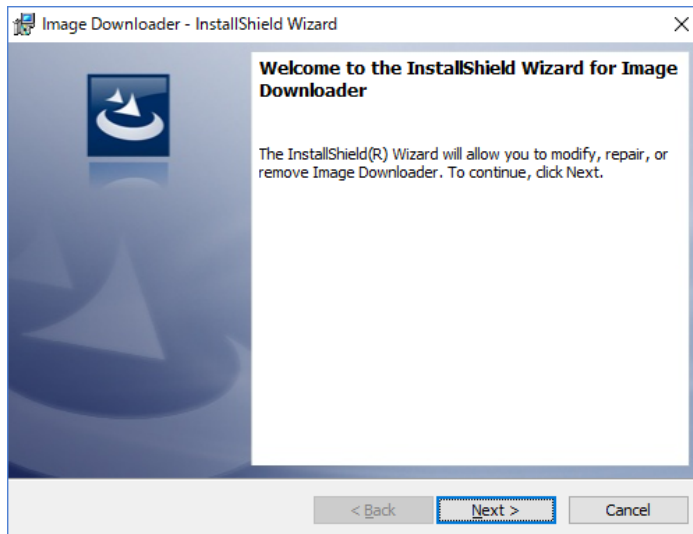 Image Downloader - InstallShield Wizard
Welcome to the InstallShield Wizard for Image
Downloader
The InstallShield(R) Wizard will allow you to modify, repair, or
remove Image Downloader. To continue, click Next.
< Back
Next >
Cancel